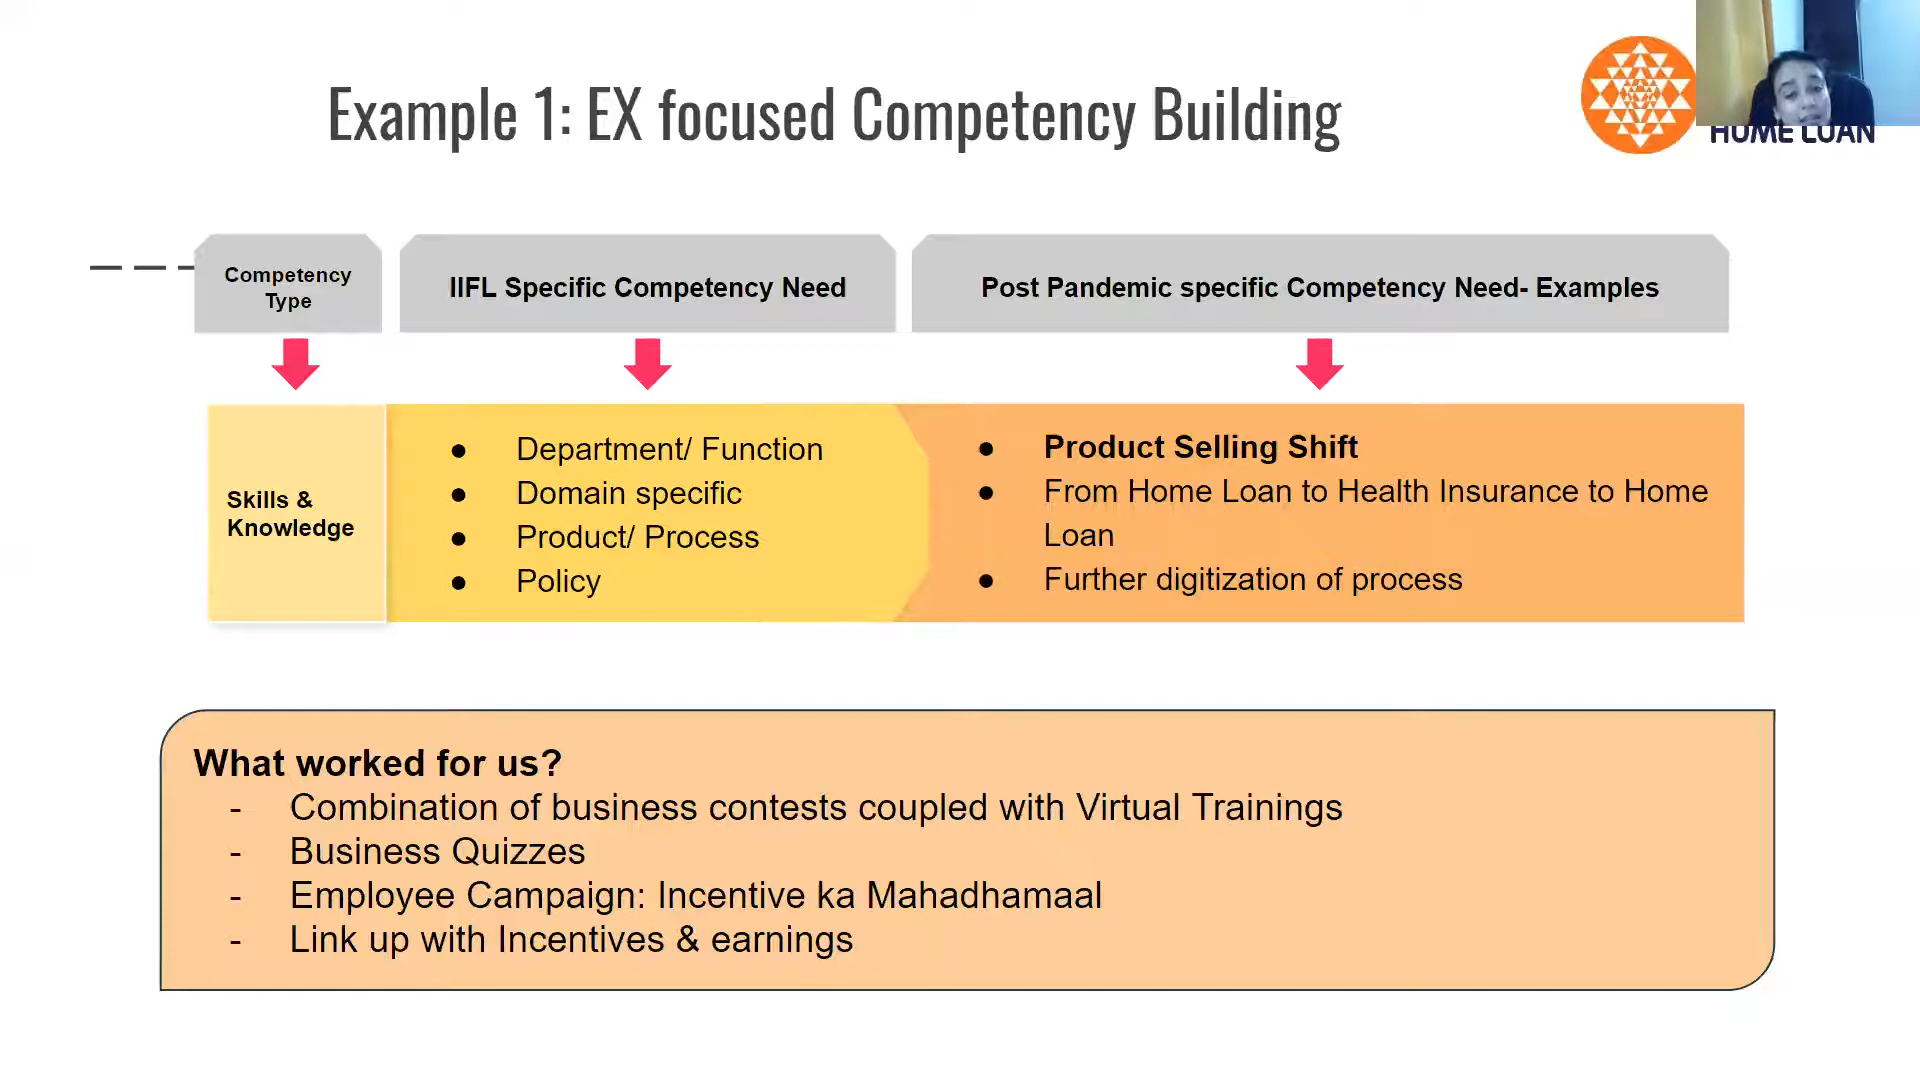 Example 1: EX focused Competency Building
HOME LOAN
Competency
Type
IIFL Specific Competency Need
Post Pandemic specific Competency Need- Examples
Skills &
Knowledge
● Department/ Function
● Domain specific
● Product/ Process
● Policy
● Product Selling Shift
● From Home Loan to Health Insurance to Home
Loan
● Further digitization of process
What worked for us?
- Combination of business contests coupled with Virtual Trainings
- Business Quizzes
- Employee Campaign: Incentive ka Mahadhamaal
- Link up with Incentives & earnings